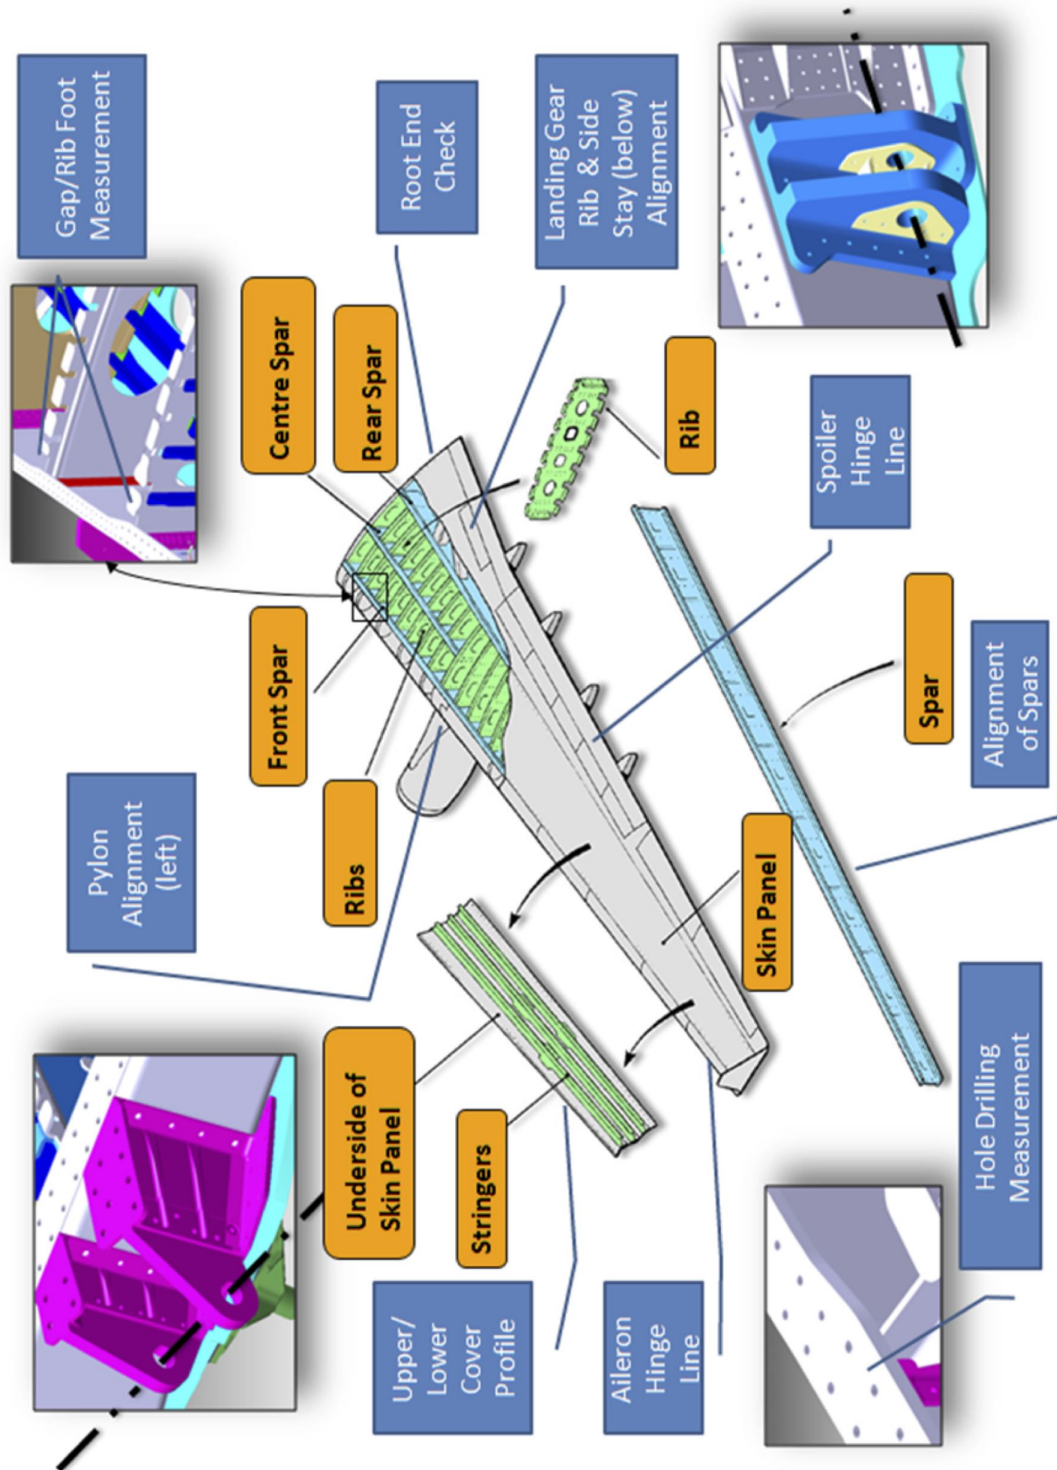 Gap/Rib Foot
Measurement
Pylon
Alignment
(left)
Front Spar
Centre Spar
Ribs
Rear Spar
Underside of
Skin Panel
Root End
Check
Upper/
Lower
Cover
Profile
Stringers
Landing Gear
Rib & Side
Stay (below)
Alignment
Aileron
Hinge
Line
Rib
Skin Panel
Spoiler
Hinge
Line
Spar
Hole Drilling
Measurement
Alignment
of Spars